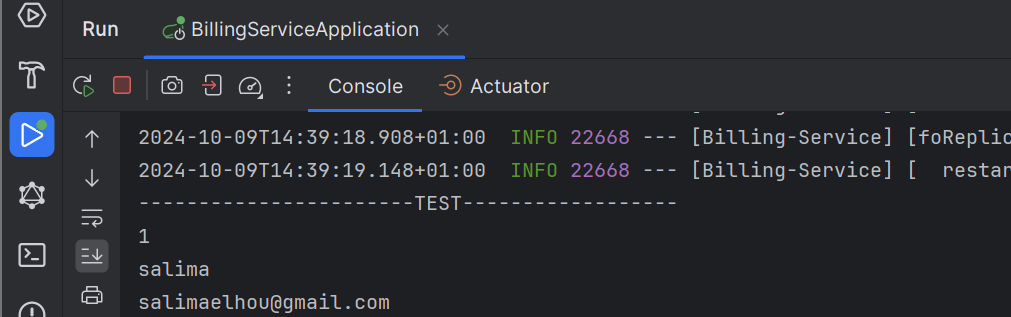 Run BillingServiceApplication
Console Actuator
2024-10-09T14:39:18.908+01:00  INFO 22668 --- [Billing-Service] [foReplic
2024-10-09T14:39:19.148+01:00  INFO 22668 --- [Billing-Service] [  restar
-----------------------TEST------------------
1
salima
salimaelhou@gmail.com